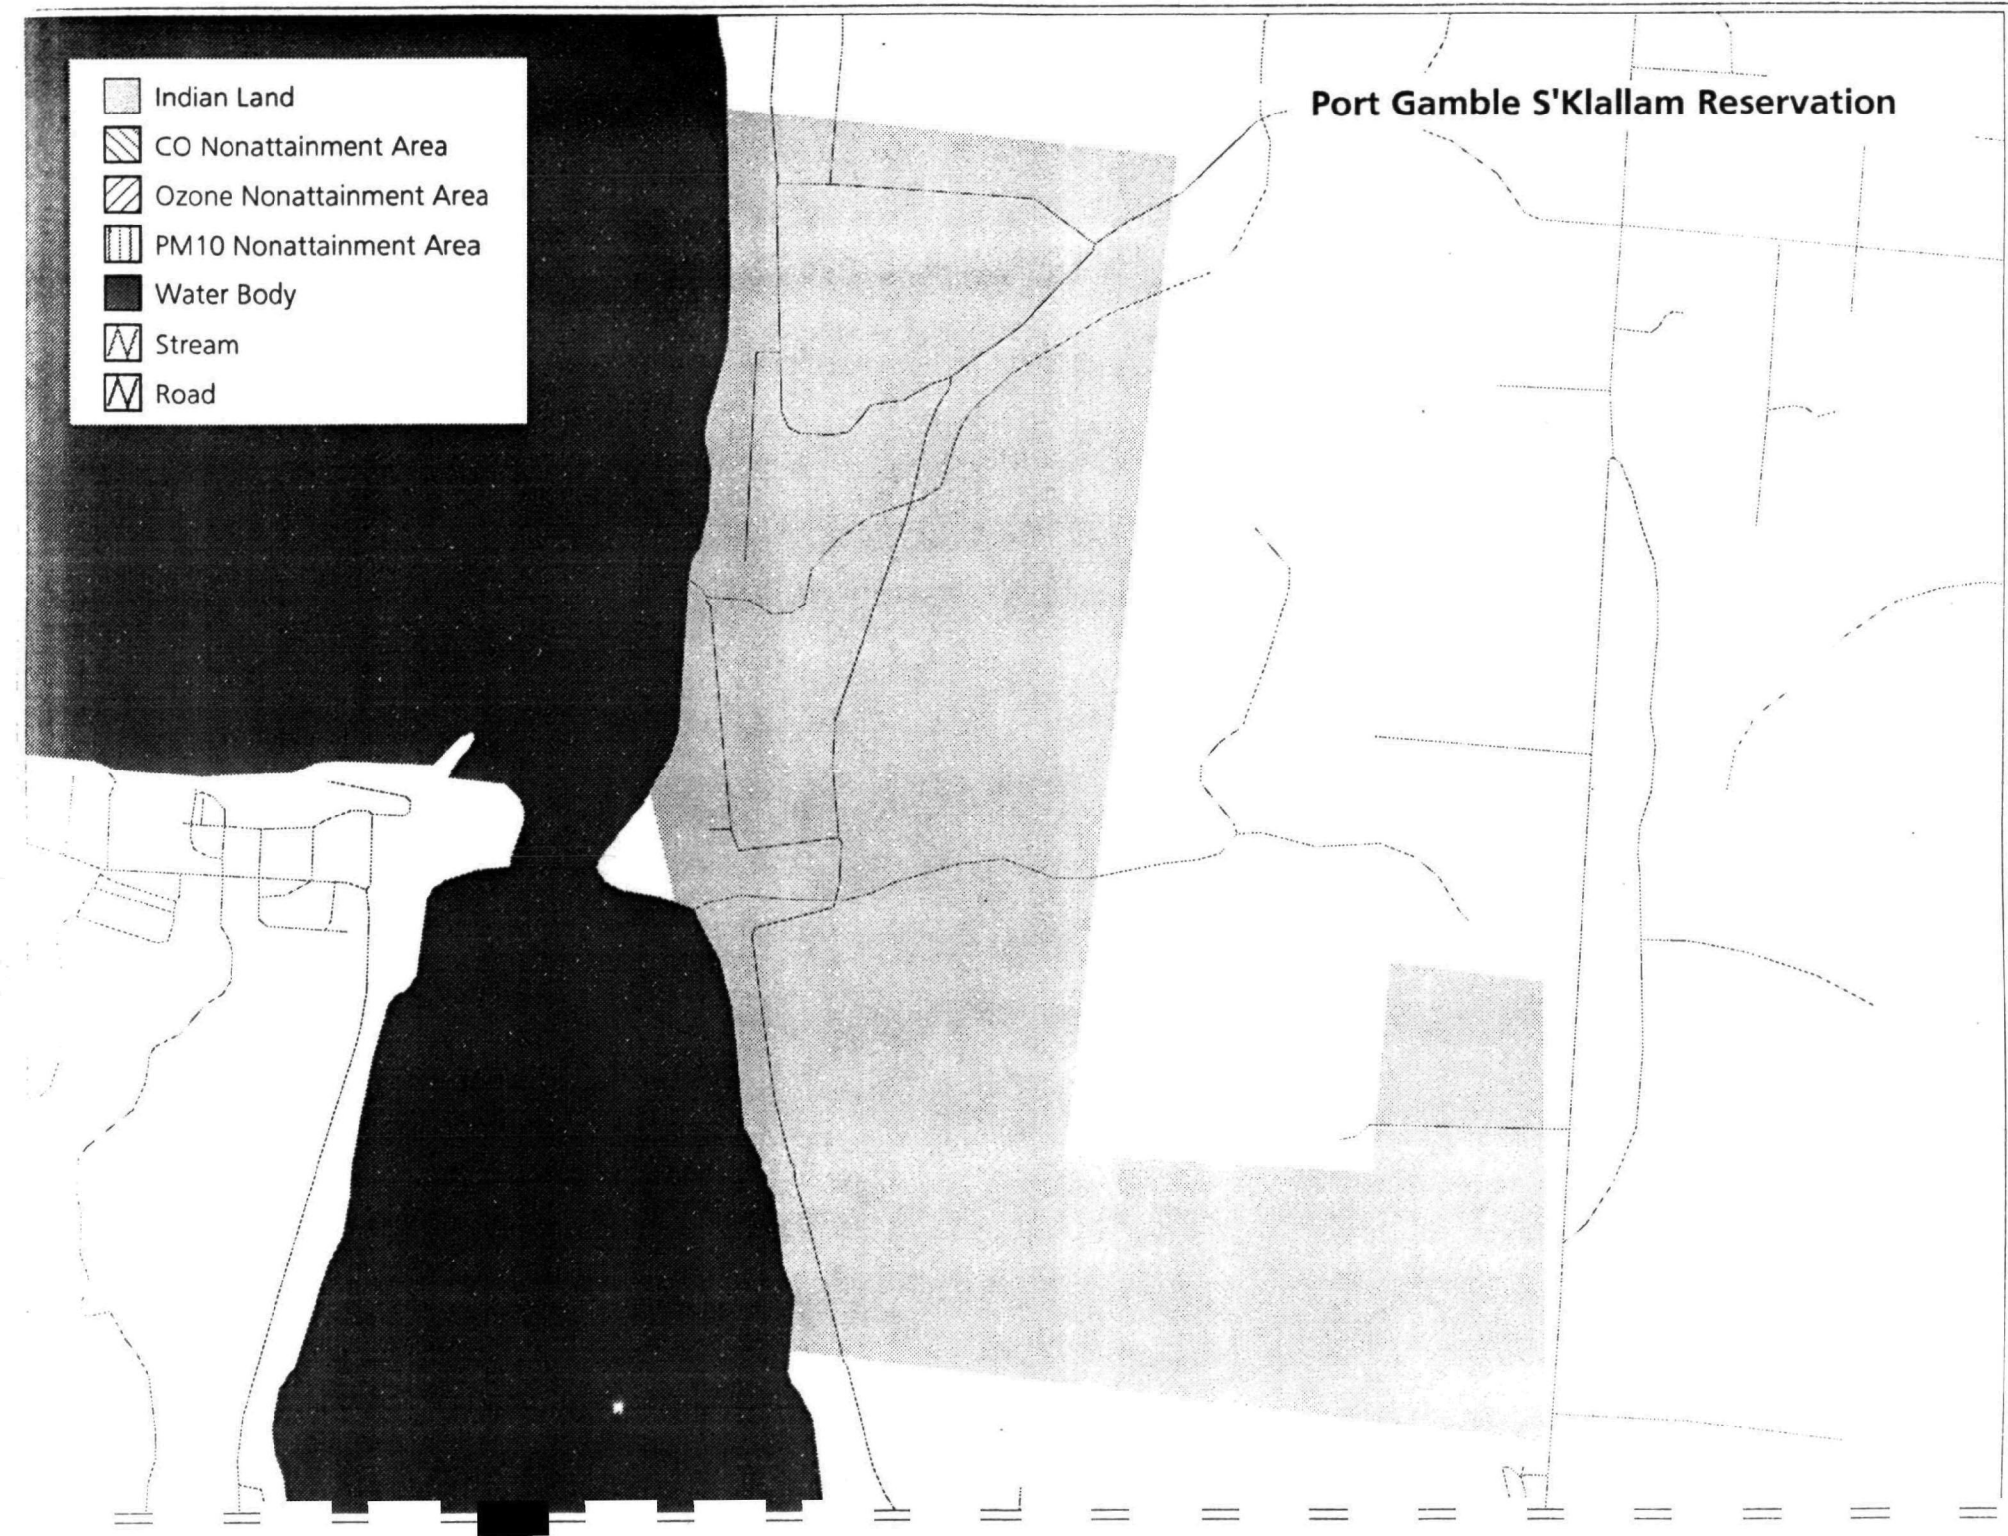 Indian Land
CO Nonattainment Area
Ozone Nonattainment Area
PM10 Nonattainment Area
Water Body
Stream
Road
Port Gamble S'Klallam Reservation